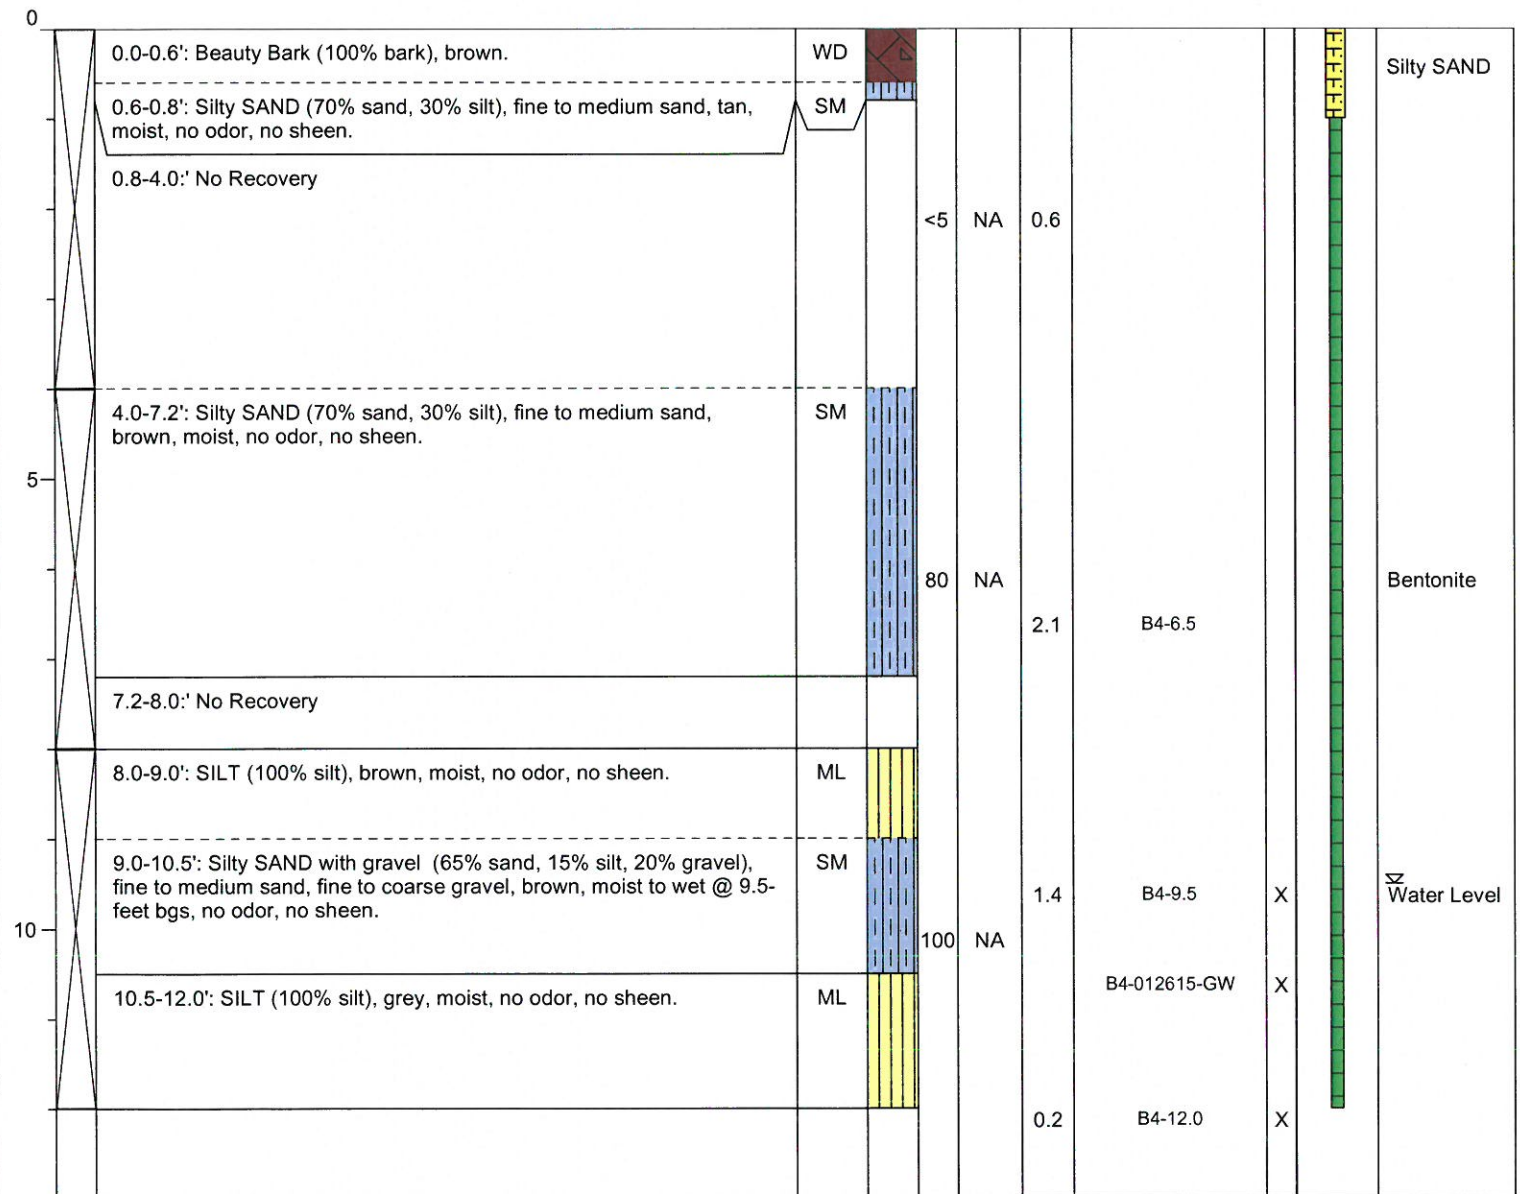 0
0.0-0.6': Beauty Bark (100% bark), brown.
WD
Silty SAND
0.6-0.8': Silty SAND (70% sand, 30% silt), fine to medium sand, tan,
moist, no odor, no sheen.
SM
0.8-4.0:' No Recovery
<5
NA
0.6
4.0-7.2': Silty SAND (70% sand, 30% silt), fine to medium sand,
brown, moist, no odor, no sheen.
SM
5
80
NA
Bentonite
2.1
B4-6.5
7.2-8.0:' No Recovery
8.0-9.0': SILT (100% silt), brown, moist, no odor, no sheen.
ML
9.0-10.5': Silty SAND with gravel (65% sand, 15% silt, 20% gravel),
fine to medium sand, fine to coarse gravel, brown, moist to wet @ 9.5-
feet bgs, no odor, no sheen.
SM
1.4
B4-9.5
X
Water Level
10
100
NA
B4-012615-GW
X
10.5-12.0': SILT (100% silt), grey, moist, no odor, no sheen.
ML
0.2
B4-12.0
X